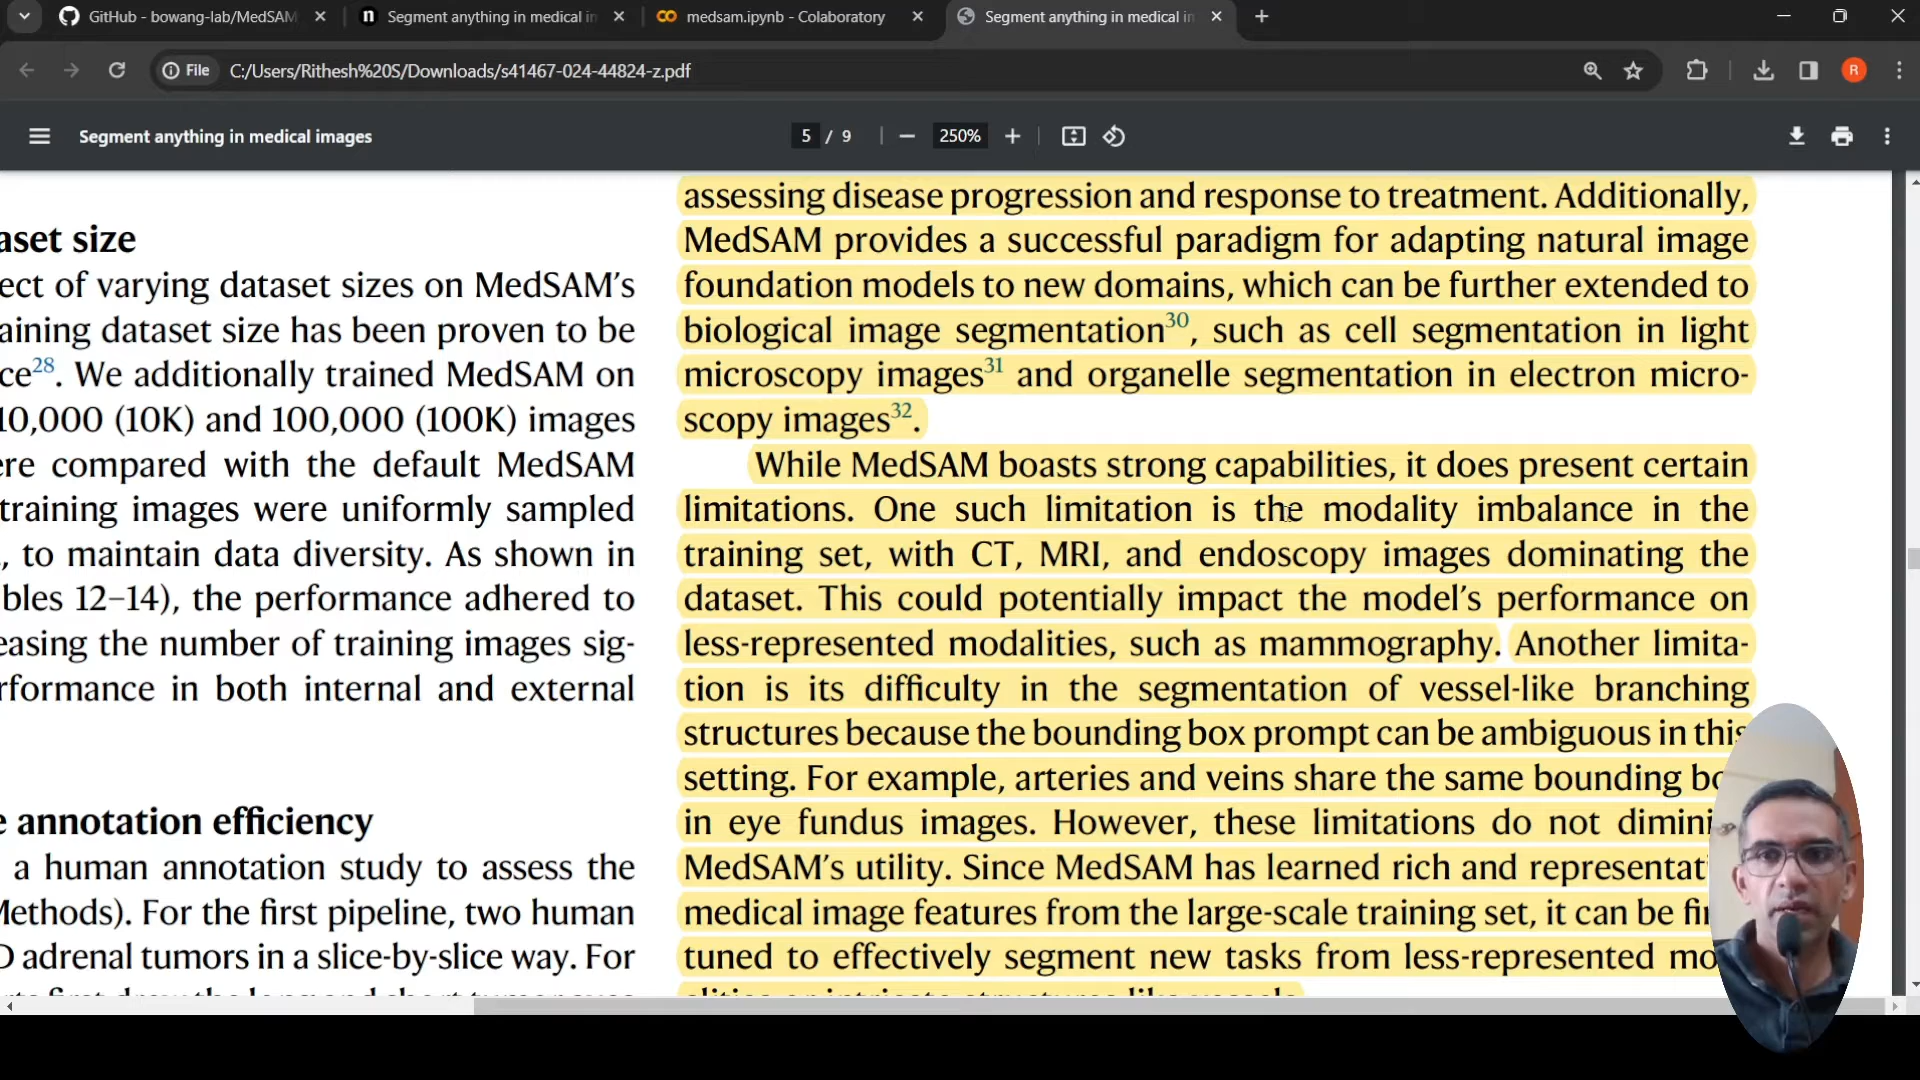 GitHub - bowang-lab/MedSAM
Segment anything in medical in
medsam.ipynb - Colaboratory
Segment anything in medical in
File
C:/Users/Rithesh%20S/Downloads/s41467-024-44824-z.pdf
R
Segment anything in medical images
5 / 9
250%
aset size
ect of varying dataset sizes on MedSAM's
aining dataset size has been proven to be
ce28. We additionally trained MedSAM on
10,000 (10K) and 100,000 (100K) images
ere compared with the default MedSAM
training images were uniformly sampled
, to maintain data diversity. As shown in
bles 12–14), the performance adhered to
easing the number of training images sig-
rformance in both internal and external
e annotation efficiency
a human annotation study to assess the
Methods). For the first pipeline, two human
D adrenal tumors in a slice-by-slice way. For
assessing disease progression and response to treatment. Additionally,
MedSAM provides a successful paradigm for adapting natural image
foundation models to new domains, which can be further extended to
biological image segmentation30, such as cell segmentation in light
microscopy images31 and organelle segmentation in electron micro-
scopy images32.
While MedSAM boasts strong capabilities, it does present certain
limitations. One such limitation is the modality imbalance in the
training set, with CT, MRI, and endoscopy images dominating the
dataset. This could potentially impact the model's performance on
less-represented modalities, such as mammography. Another limita-
tion is its difficulty in the segmentation of vessel-like branching
structures because the bounding box prompt can be ambiguous in this
setting. For example, arteries and veins share the same bounding bo
in eye fundus images. However, these limitations do not dimini
MedSAM's utility. Since MedSAM has learned rich and representati
medical image features from the large-scale training set, it can be fi
tuned to effectively segment new tasks from less-represented mo